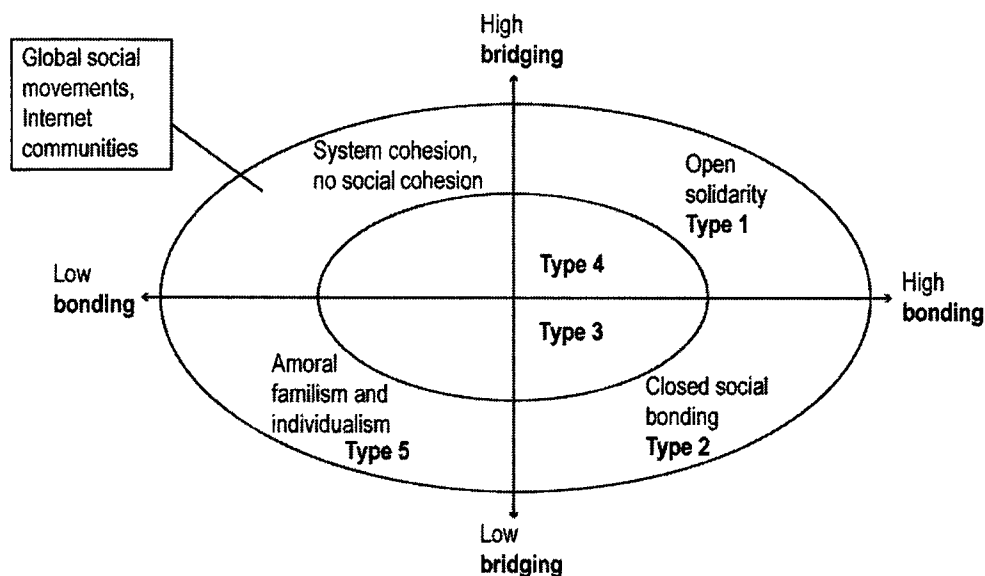 High
bridging
Global social
movements,
Internet
communities
System cohesion,
no social cohesion
Open
solidarity
Type 1
Type 4
Low
bonding
High
bonding
Type 3
Amoral
familism and
individualism
Type 5
Closed social
bonding
Type 2
Low
bridging